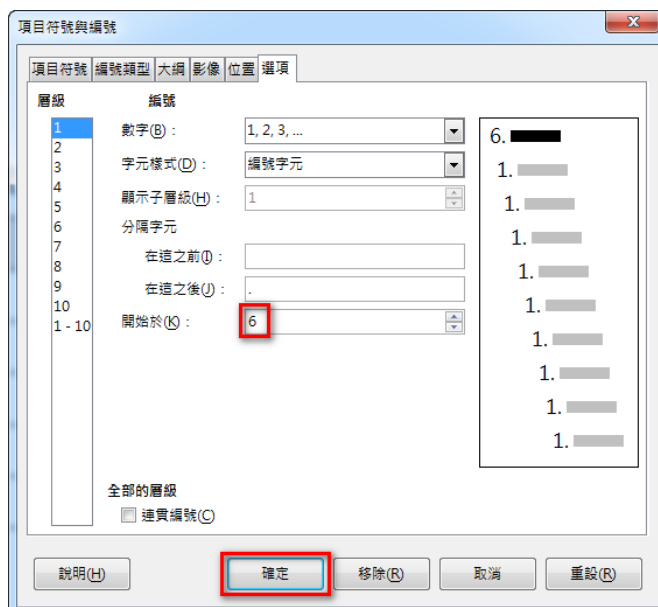 項目符號與編號
項目符號 編號類型 大綱 影像 位置 選項
層級 編號
1
2
3
4
5
6
7
8
9
10
1 - 10
數字(B)： 1, 2, 3, ...
字元樣式(D)： 編號字元
顯示子層級(H)： 1
分隔字元
在這之前(I)：
在這之後(J)： .
開始於(K)： 6
6.
1.
1.
1.
1.
1.
1.
1.
1.
1.
全部的層級
連貫編號(C)
說明(H) 確定 移除(R) 取消 重設(R)